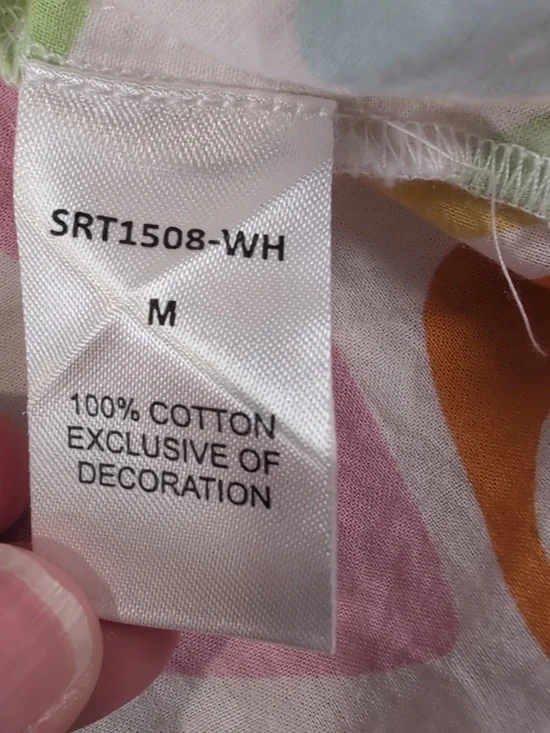 SRT1508-WH
M
100% COTTON
EXCLUSIVE OF
DECORATION